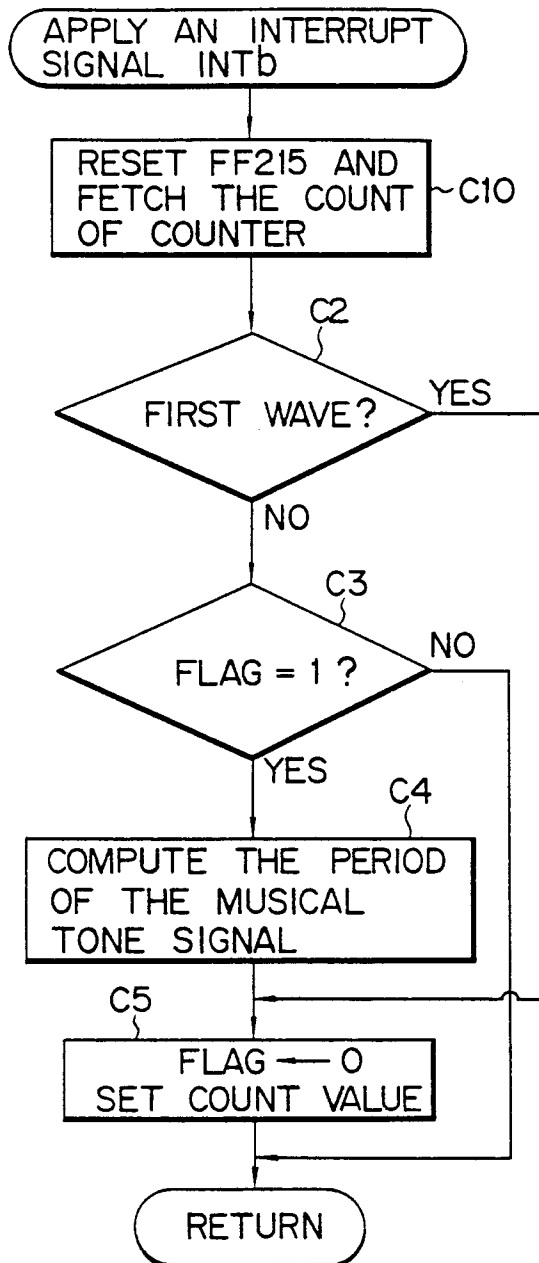 APPLY AN INTERRUPT
SIGNAL INTb
RESET FF215 AND
FETCH THE COUNT
OF COUNTER
C10
C2
FIRST WAVE?
YES
NO
C3
FLAG = 1 ?
NO
YES
C4
COMPUTE THE PERIOD
OF THE MUSICAL
TONE SIGNAL
C5
FLAG ← 0
SET COUNT VALUE
RETURN